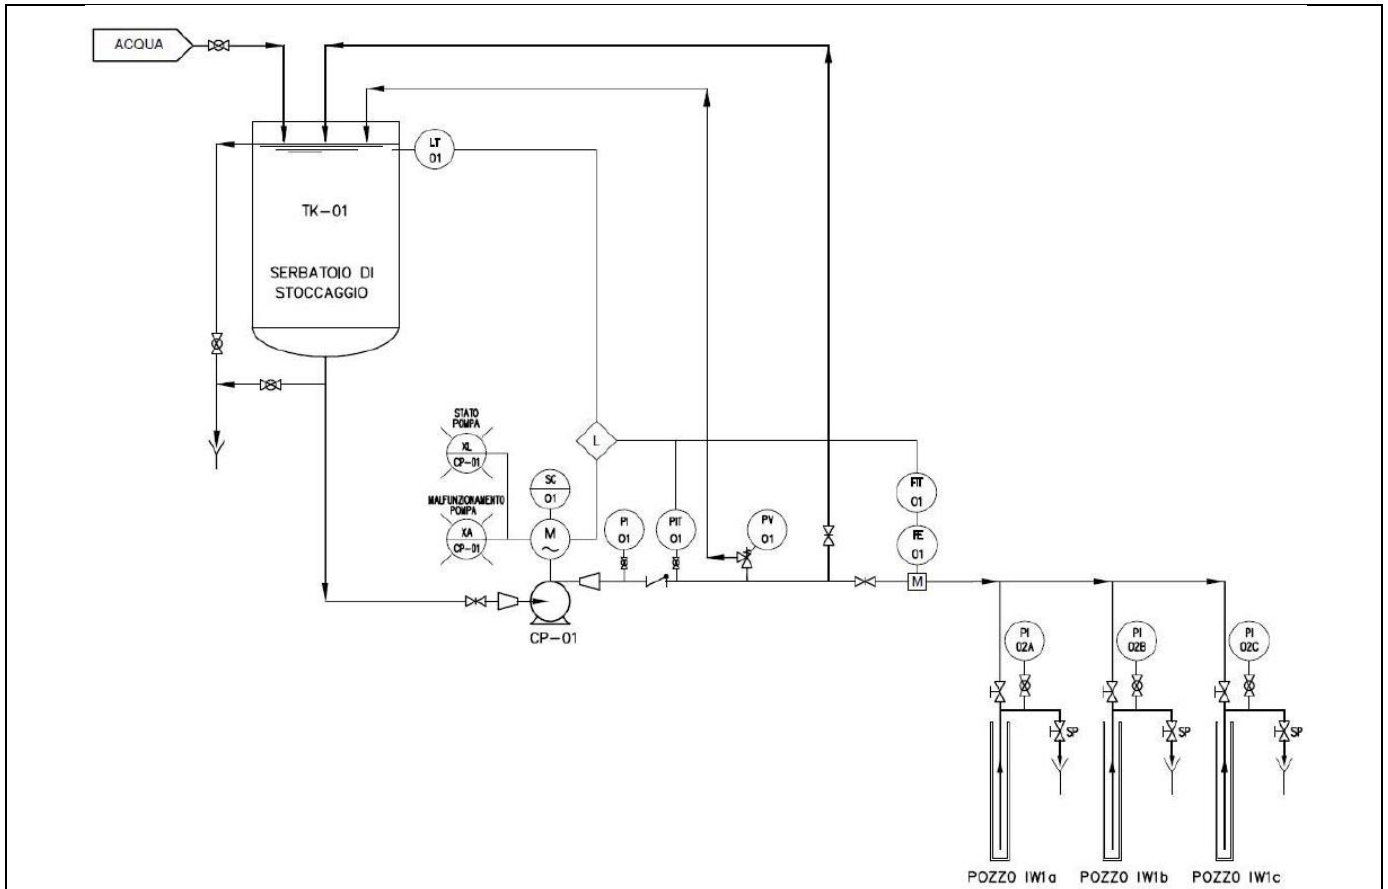 ACQUA
LT
01
TK-01
SERBATOIO DI
STOCCAGGIO
STATO
POMPA
XL
CP-01
L
SC
01
FIT
01
MALFUNZIONAMENTO
POMPA
XA
CP-01
M
PI
01
PIT
01
PV
01
FE
01
M
CP-01
PI
02A
PI
02B
PI
02C
SP
SP
SP
POZZO IW1a
POZZO IW1b
POZZO IW1c